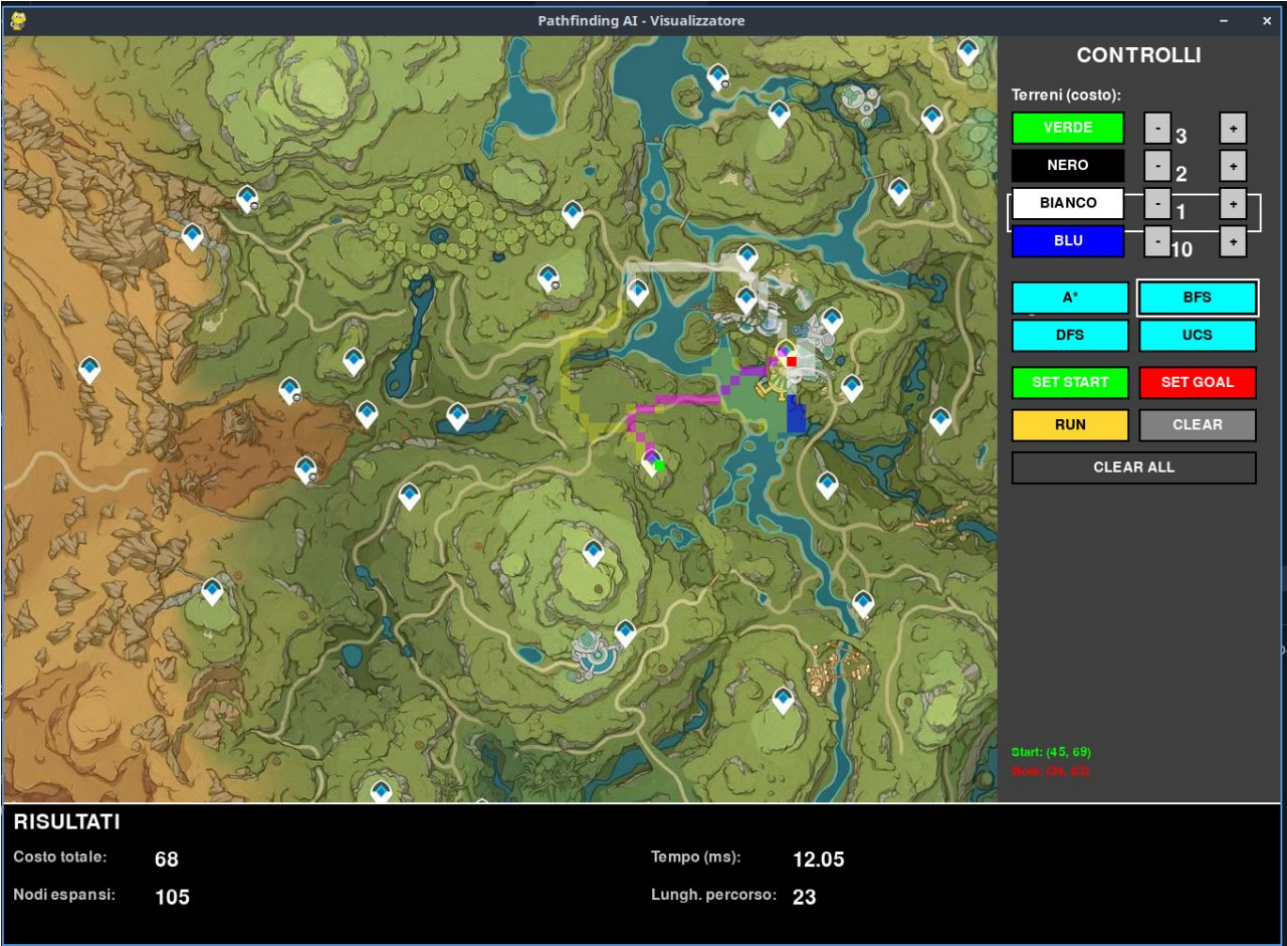 Pathfinding AI - Visualizzatore
CONTROLLI
Terreni (costo):
VERDE - 3 +
NERO - 2 +
BIANCO - 1 +
BLU - 10 +
A* BFS
DFS UCS
SET START SET GOAL
RUN CLEAR
CLEAR ALL
Start: (45, 69)
RISULTATI
Costo totale: 68 Tempo (ms): 12.05
Nodi espansi: 105 Lungh. percorso: 23